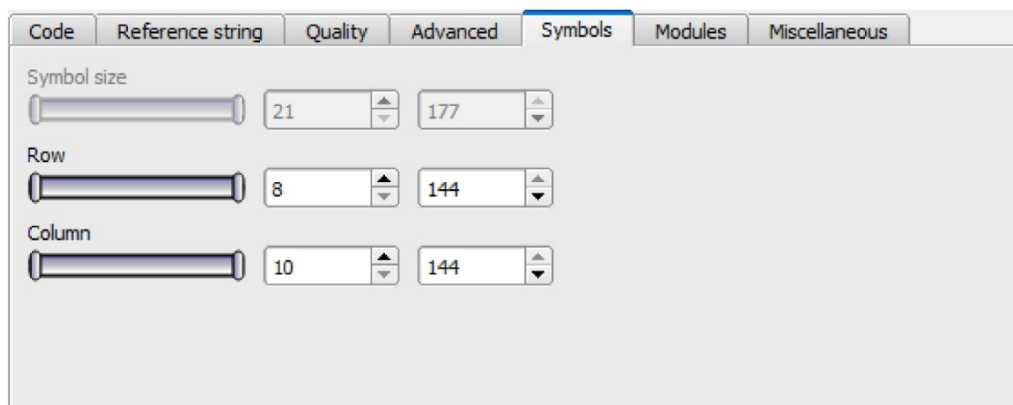 Code Reference string Quality Advanced Symbols Modules Miscellaneous
Symbol size
21 177
Row
8 144
Column
10 144